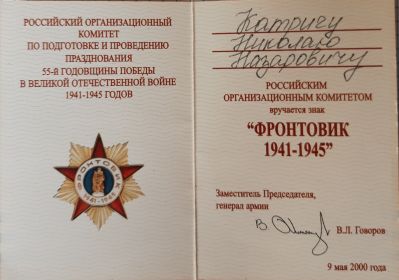 РОССИЙСКИЙ ОРГАНИЗАЦИОННЫЙ
КОМИТЕТ
ПО ПОДГОТОВКЕ И ПРОВЕДЕНИЮ
ПРАЗДНОВАНИЯ
55-й ГОДОВЩИНЫ ПОБЕДЫ
В ВЕЛИКОЙ ОТЕЧЕСТВЕННОЙ ВОЙНЕ
1941-1945 ГОДОВ
ФРОНТОВИК
1941-1945
Катричу
Николаю
Назаровичу
РОССИЙСКИМ
ОРГАНИЗАЦИОННЫМ КОМИТЕТОМ
вручается знак
“ФРОНТОВИК
1941-1945”
Заместитель Председателя,
генерал армии
В.Л. Говоров
9 мая 2000 года